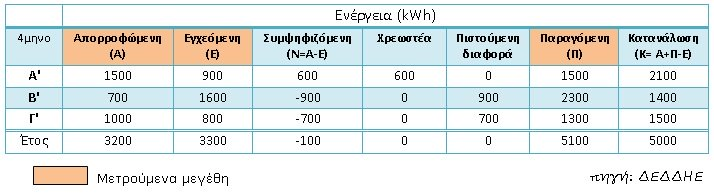 Ενέργεια (kWh)
4μηνο Απορροφώμενη (Α) Εγχεόμενη (Ε) Συμψηφιζόμενη (Ν=Α-Ε) Χρεωστέα Πιστούμενη διαφορά Παραγόμενη (Π) Κατανάλωση (Κ= Α+Π-Ε)
Α' 1500 900 600 600 0 1500 2100
Β' 700 1600 -900 0 900 2300 1400
Γ' 1000 800 -700 0 700 1300 1500
Έτος 3200 3300 -100 0 0 5100 5000
Μετρούμενα μεγέθη
πηγή: ΔΕΔΔΗΕ